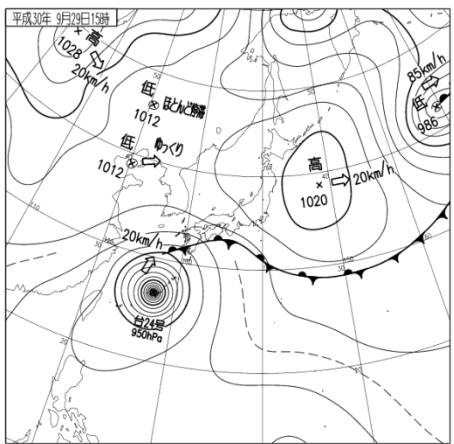 平成30年 9月29日15時
高
1028
20km/h
低
1012
ほとんど停滞
低
1012
ゆっくり
85km/h
低
986
高
1020
20km/h
20km/h
台24号
950hPa